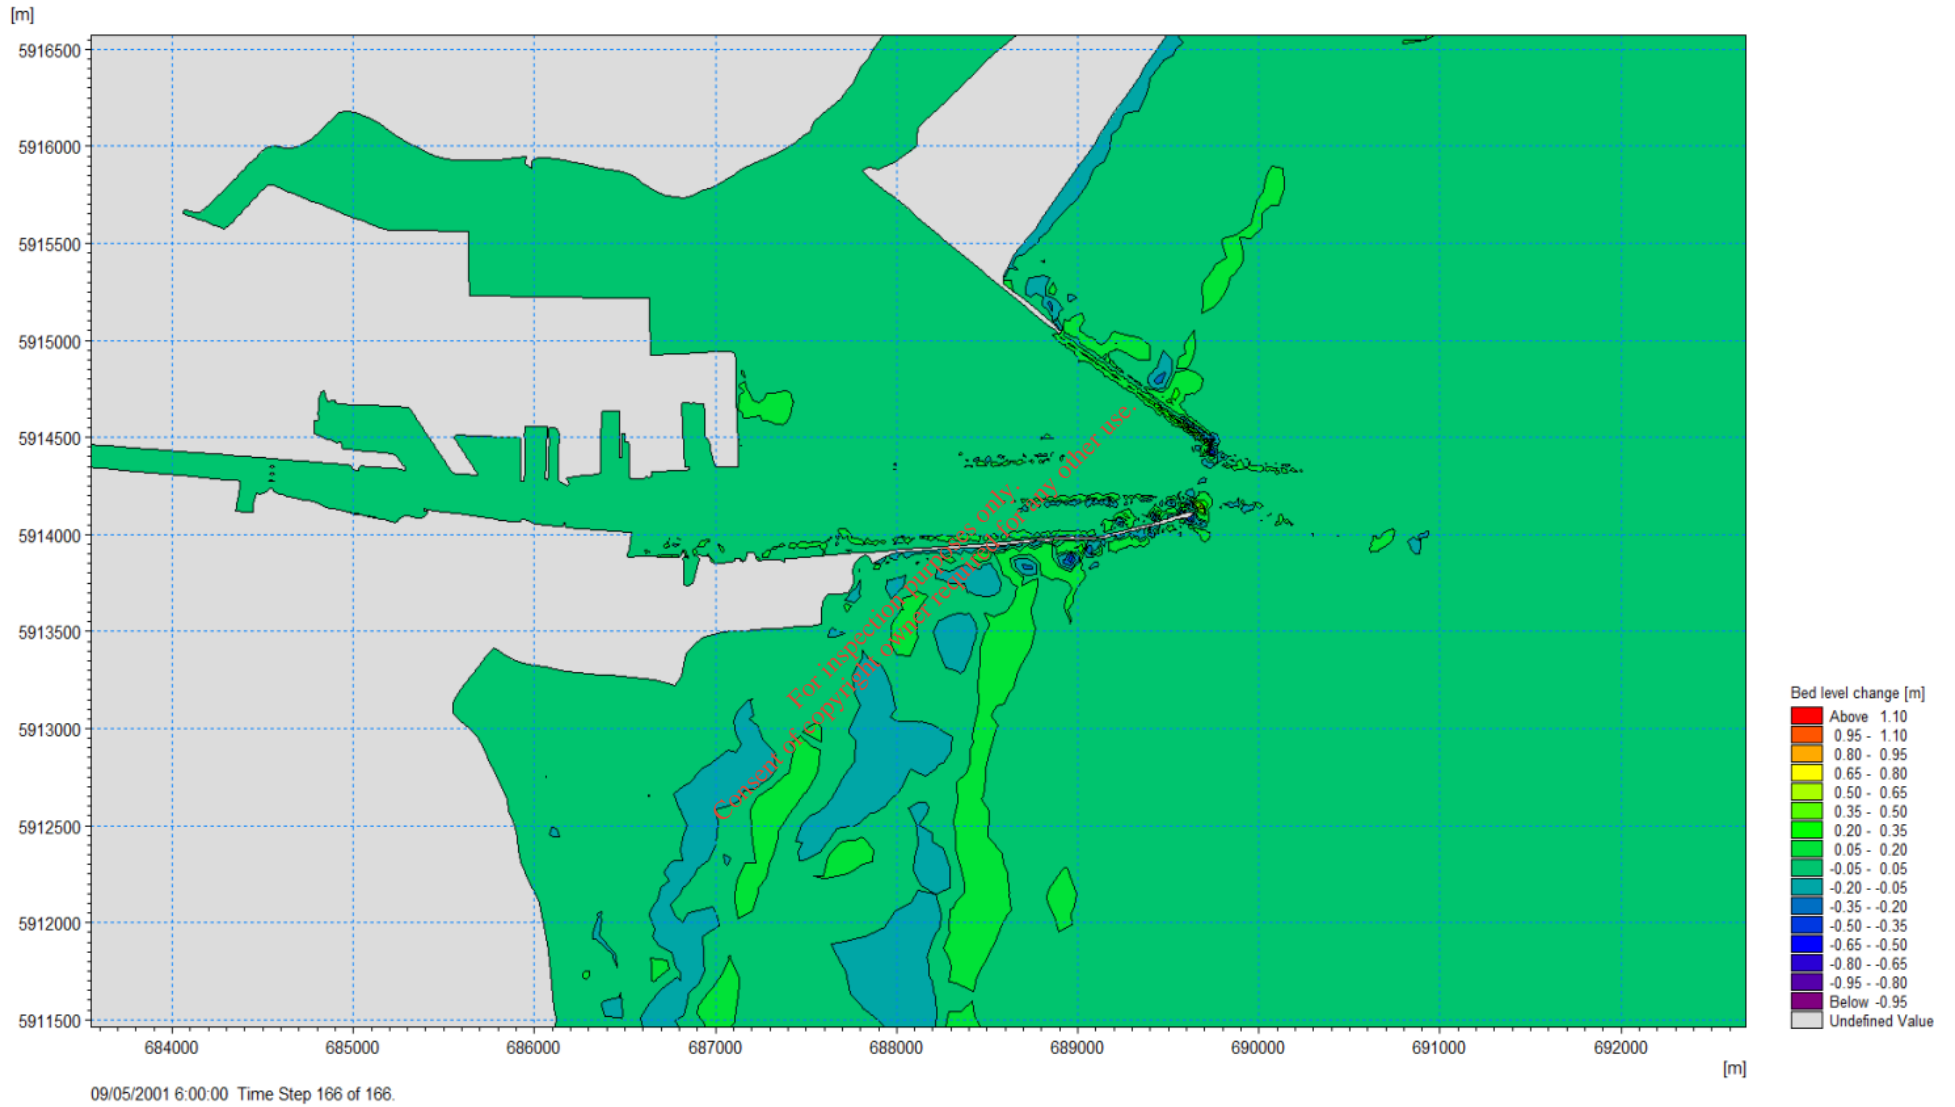 [m]
5916500
5916000
5915500
5915000
5914500
5914000
5913500
5913000
5912500
5912000
5911500
684000 685000 686000 687000 688000 689000 690000 691000 692000
[m]
For inspection purposes only.
Consent of copyright owner required for any other use.
Bed level change [m]
Above 1.10
0.95 - 1.10
0.80 - 0.95
0.65 - 0.80
0.50 - 0.65
0.35 - 0.50
0.20 - 0.35
0.05 - 0.20
-0.05 - 0.05
-0.20 - -0.05
-0.35 - -0.20
-0.50 - -0.35
-0.65 - -0.50
-0.80 - -0.65
-0.95 - -0.80
Below -0.95
Undefined Value
09/05/2001 6:00:00 Time Step 166 of 166.